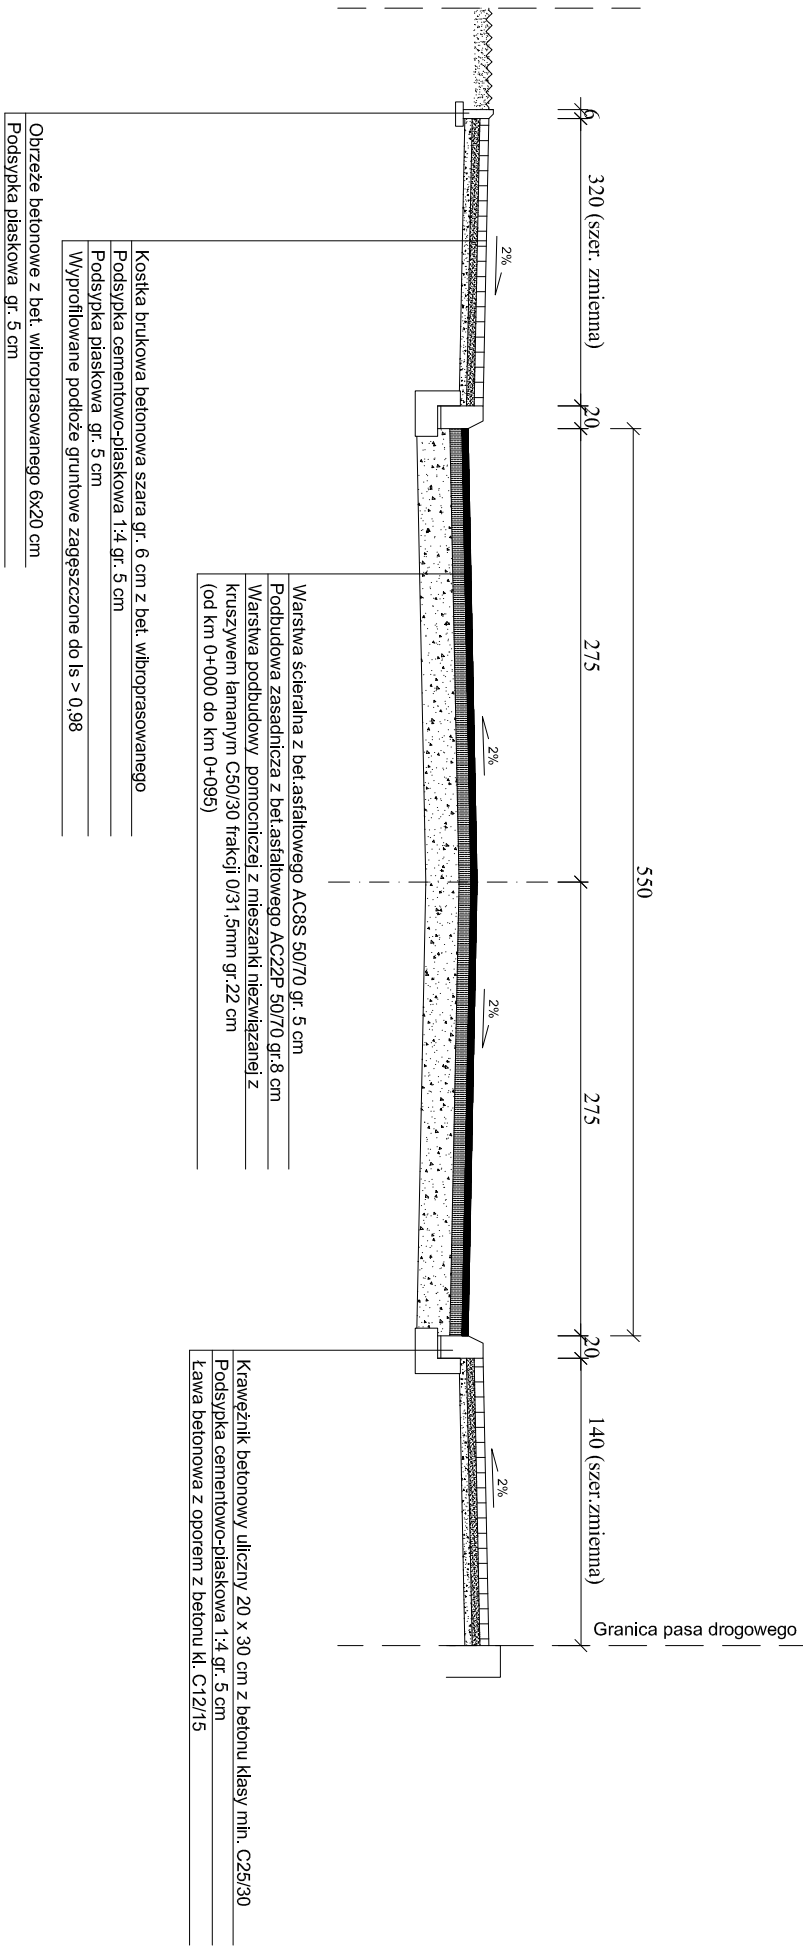 6
320 (szer. zmienna)
20
275
550
275
20
140 (szer.zmienna)
Granica pasa drogowego
2%
2%
2%
2%
Warstwa ścieralna z bet.asfaltowego AC8S 50/70 gr. 5 cm
Podbudowa zasadnicza z bet.asfaltowego AC22P 50/70 gr.8 cm
Warstwa podbudowy pomocniczej z mieszanki niezwiązanej z
kruszywem łamanym C50/30 frakcji 0/31,5mm gr.22 cm
(od km 0+000 do km 0+095)
Krawężnik betonowy uliczny 20 x 30 cm z betonu klasy min. C25/30
Podsypka cementowo-piaskowa 1:4 gr. 5 cm
Ława betonowa z oporem z betonu kl. C12/15
Kostka brukowa betonowa szara gr. 6 cm z bet. wibroprasowanego
Podsypka cementowo-piaskowa 1:4 gr. 5 cm
Podsypka piaskowa gr. 5 cm
Wyprofilowane podłoże gruntowe zagęszczone do Is > 0,98
Obrzeże betonowe z bet. wibroprasowanego 6x20 cm
Podsypka piaskowa gr. 5 cm